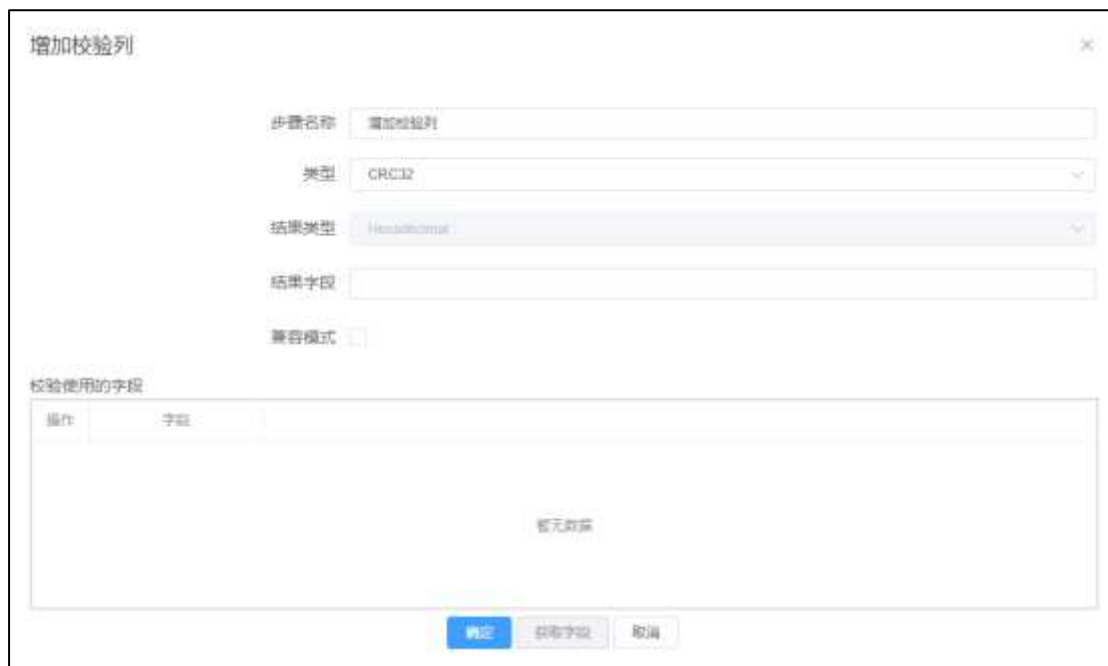 增加校验列
步骤名称 增加校验列
类型 CRC32
结果类型 Hexadecimal
结果字段
兼容模式
校验使用的字段
操作 字段
暂无数据
确定 获取字段 取消